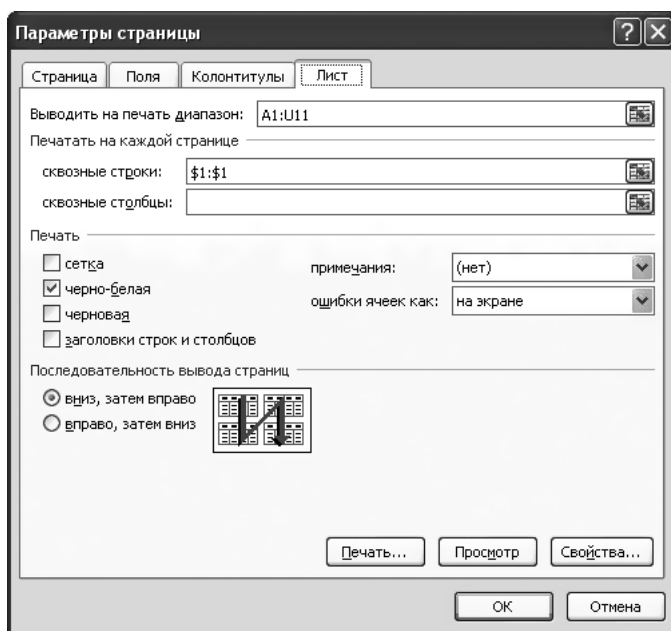 Параметры страницы
Страница Поля Колонтитулы Лист
Выводить на печать диапазон: A1:U11
Печатать на каждой странице
сквозные строки: $1:$1
сквозные столбцы:
Печать
сетка примечания: (нет)
черно-белая ошибки ячеек как: на экране
черновая
заголовки строк и столбцов
Последовательность вывода страниц
вниз, затем вправо
вправо, затем вниз
Печать... Просмотр Свойства...
ОК Отмена